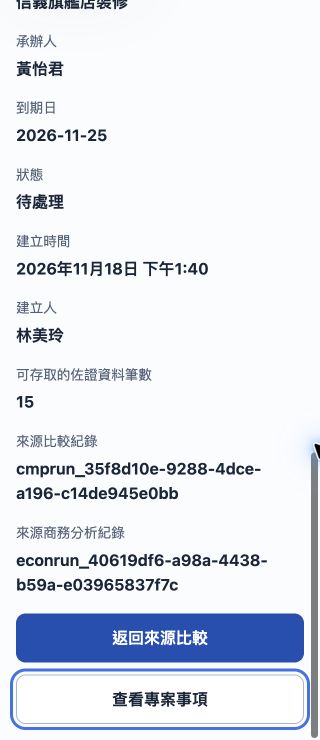 信義旗艦店裝修
承辦人
黃怡君
到期日
2026-11-25
狀態
待處理
建立時間
2026年11月18日 下午1:40
建立人
林美玲
可存取的佐證資料筆數
15
來源比較紀錄
cmprun_35f8d10e-9288-4dce-
a196-c14de945e0bb
來源商務分析紀錄
econrun_40619df6-a98a-4438-
b59a-e03965837f7c
返回來源比較
查看專案事項